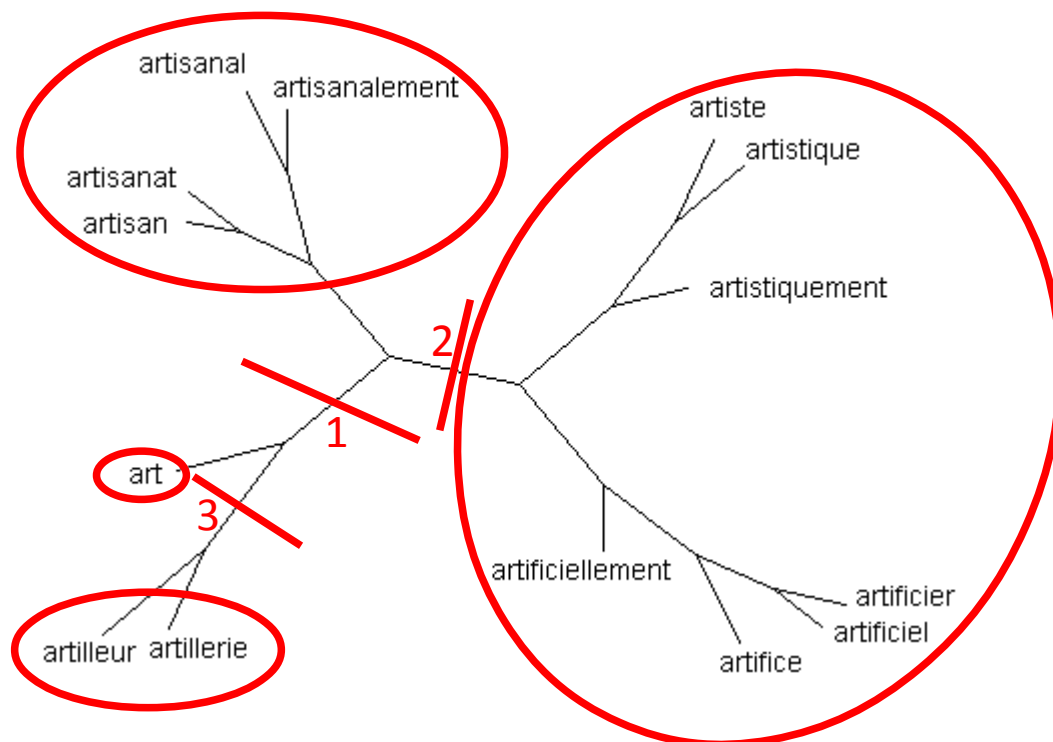 artisanal
artisanalement
artisanat
artisan
artiste
artistique
artistiquement
2
1
art
3
artilleur
artillerie
artificiellement
artificier
artificiel
artifice